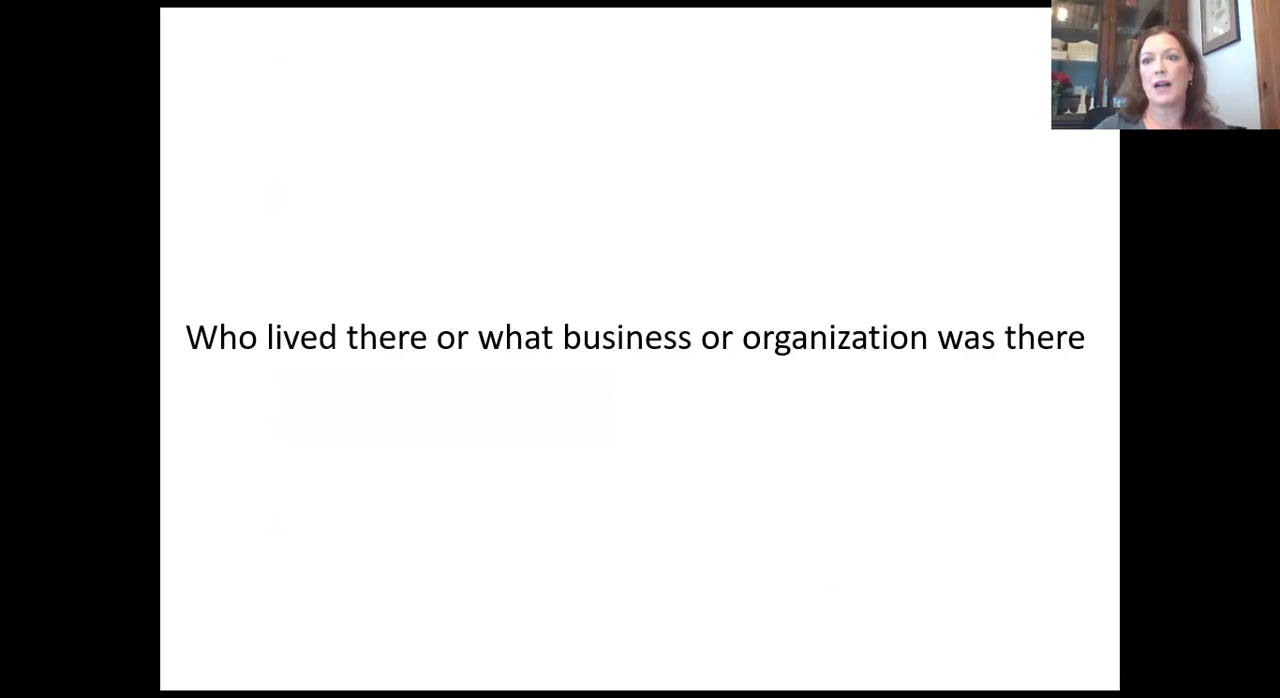 Who lived there or what business or organization was there